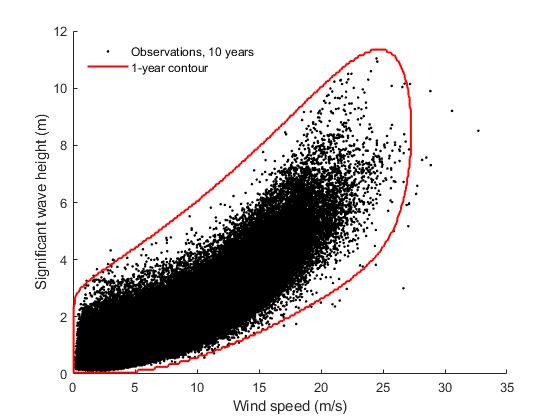 12
Observations, 10 years
1-year contour
10
8
6
4
2
0
Significant wave height (m)
0 5 10 15 20 25 30 35
Wind speed (m/s)